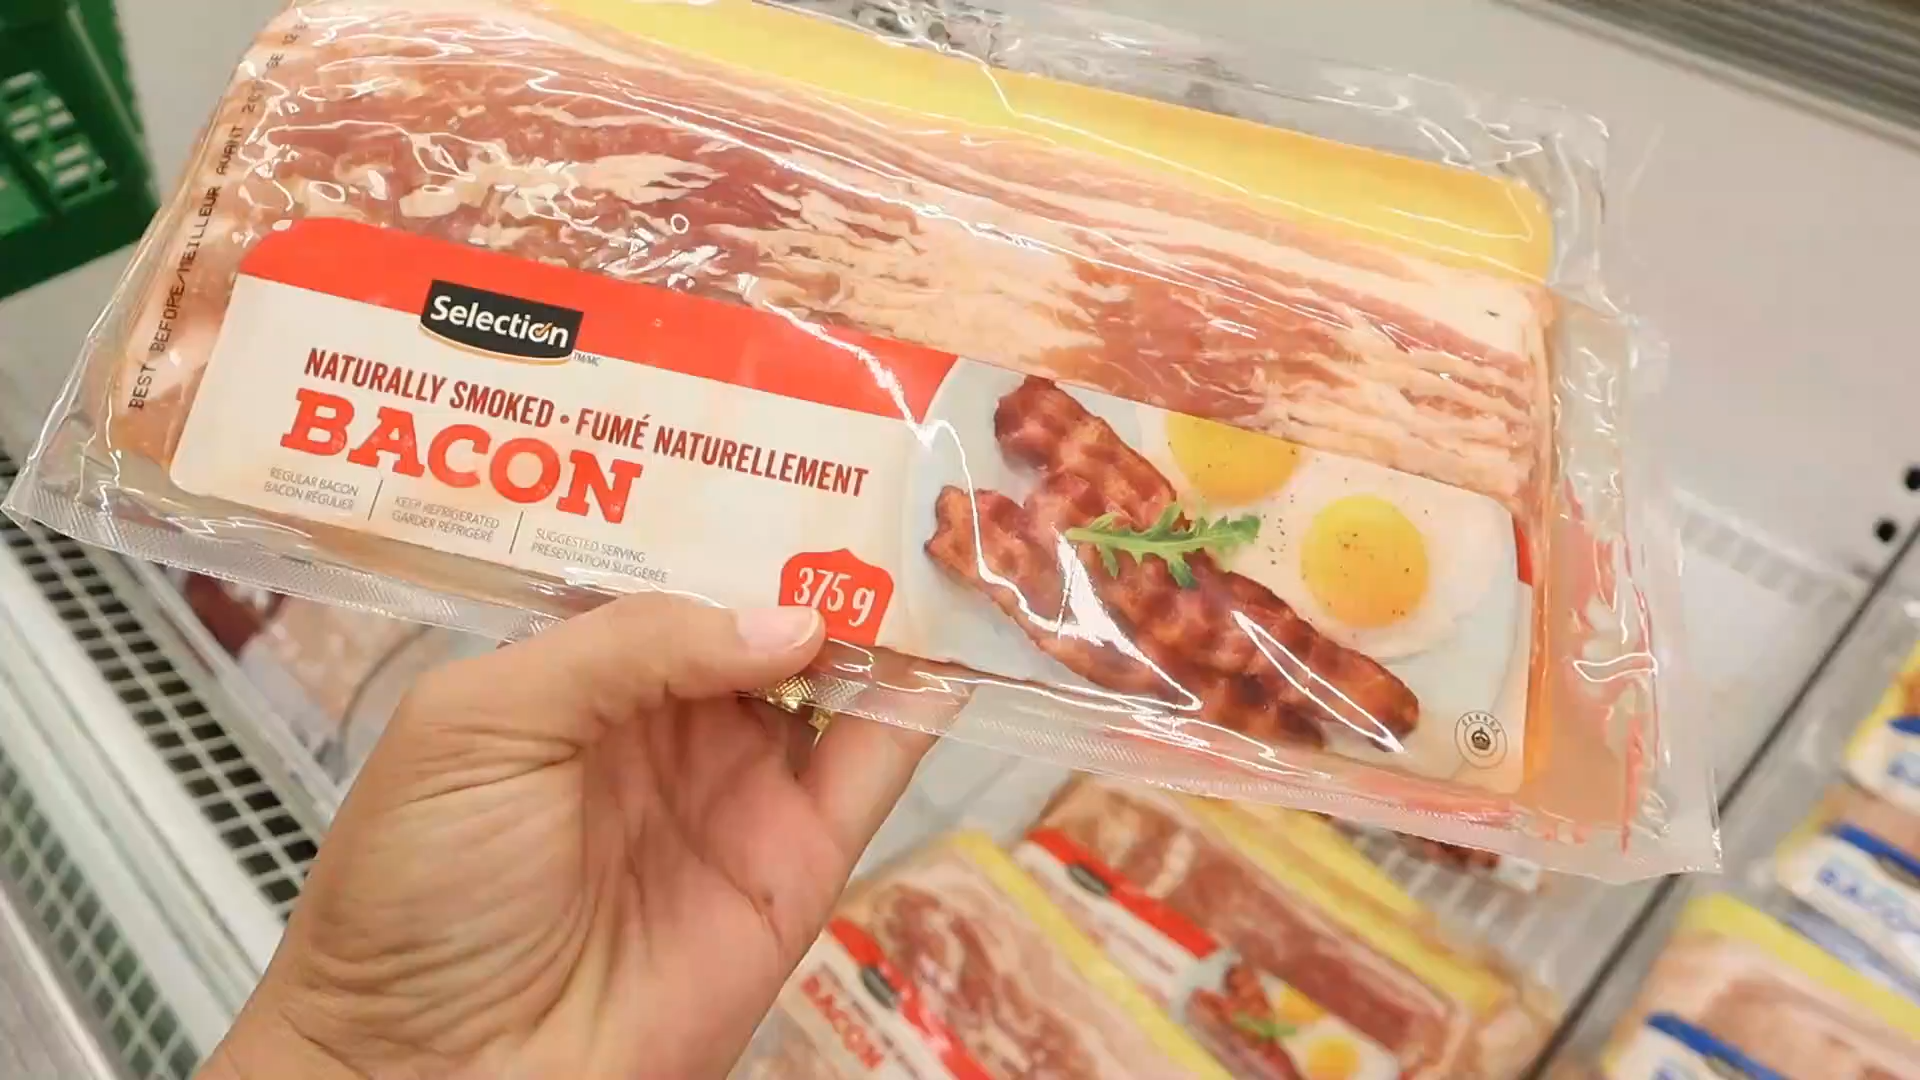 BEST BEFORE/MEILLEUR AVANT
Selection
TM/MC
NATURALLY SMOKED • FUMÉ NATURELLEMENT
BACON
REGULAR BACON
BACON RÉGULIER
KEEP REFRIGERATED
GARDER RÉFRIGÉRÉ
SUGGESTED SERVING
PRÉSENTATION SUGGÉRÉE
375 g
CANADA
BACON